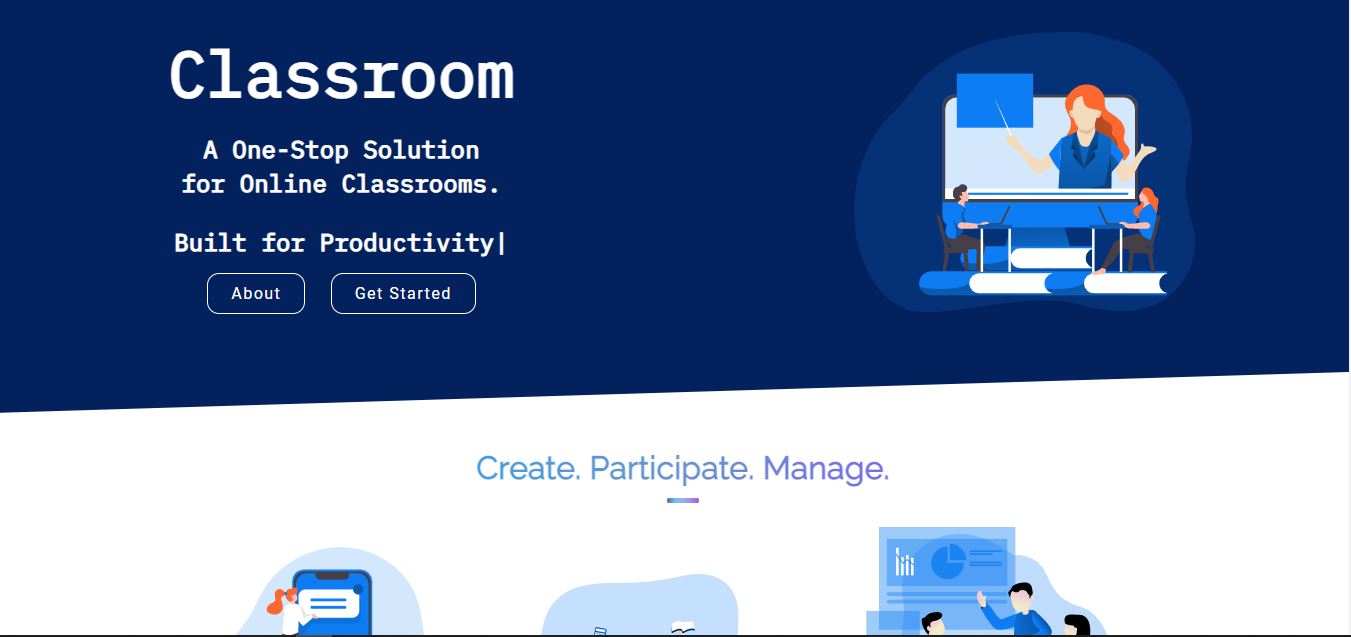 Classroom
A One-Stop Solution
for Online Classrooms.
Built for Productivity|
About
Get Started
Create. Participate. Manage.